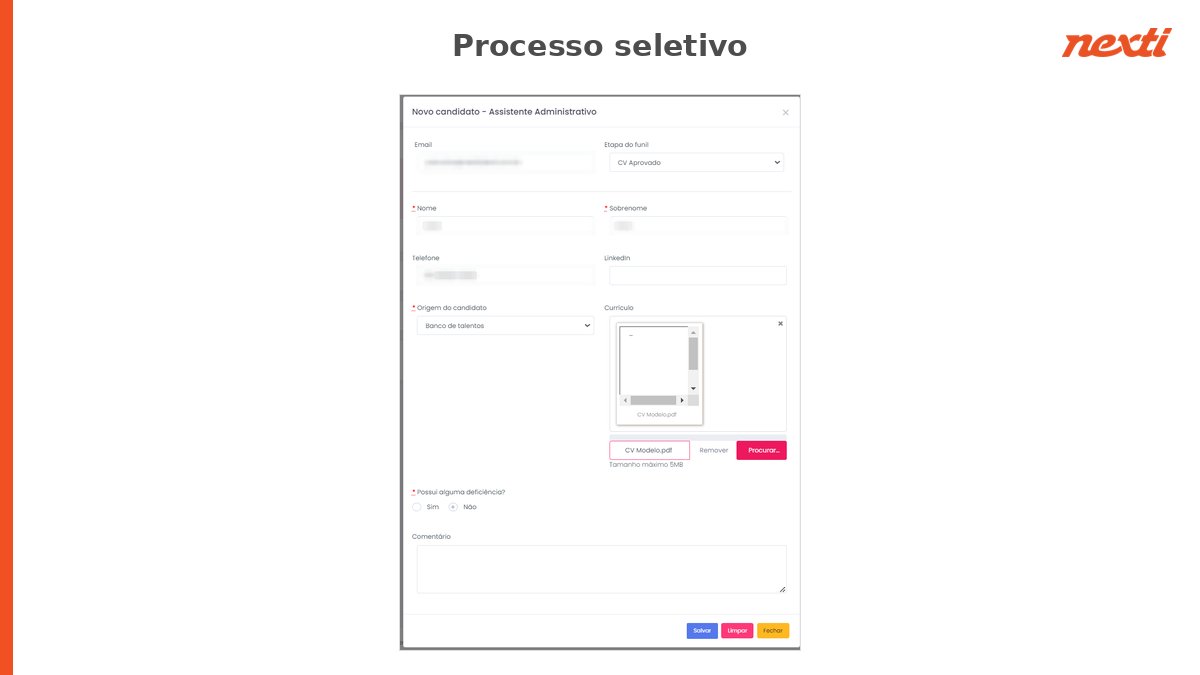 Processo seletivo
nexti
Novo candidato - Assistente Administrativo
Email
Etapa do funil
CV Aprovado
* Nome
* Sobrenome
Telefone
LinkedIn
* Origem do candidato
Currículo
Banco de talentos
CV Modelo.pdf
CV Modelo.pdf
Remover
Procurar...
Tamanho máximo 5MB
* Possui alguma deficiência?
Sim
Não
Comentário
Salvar
Limpar
Fechar